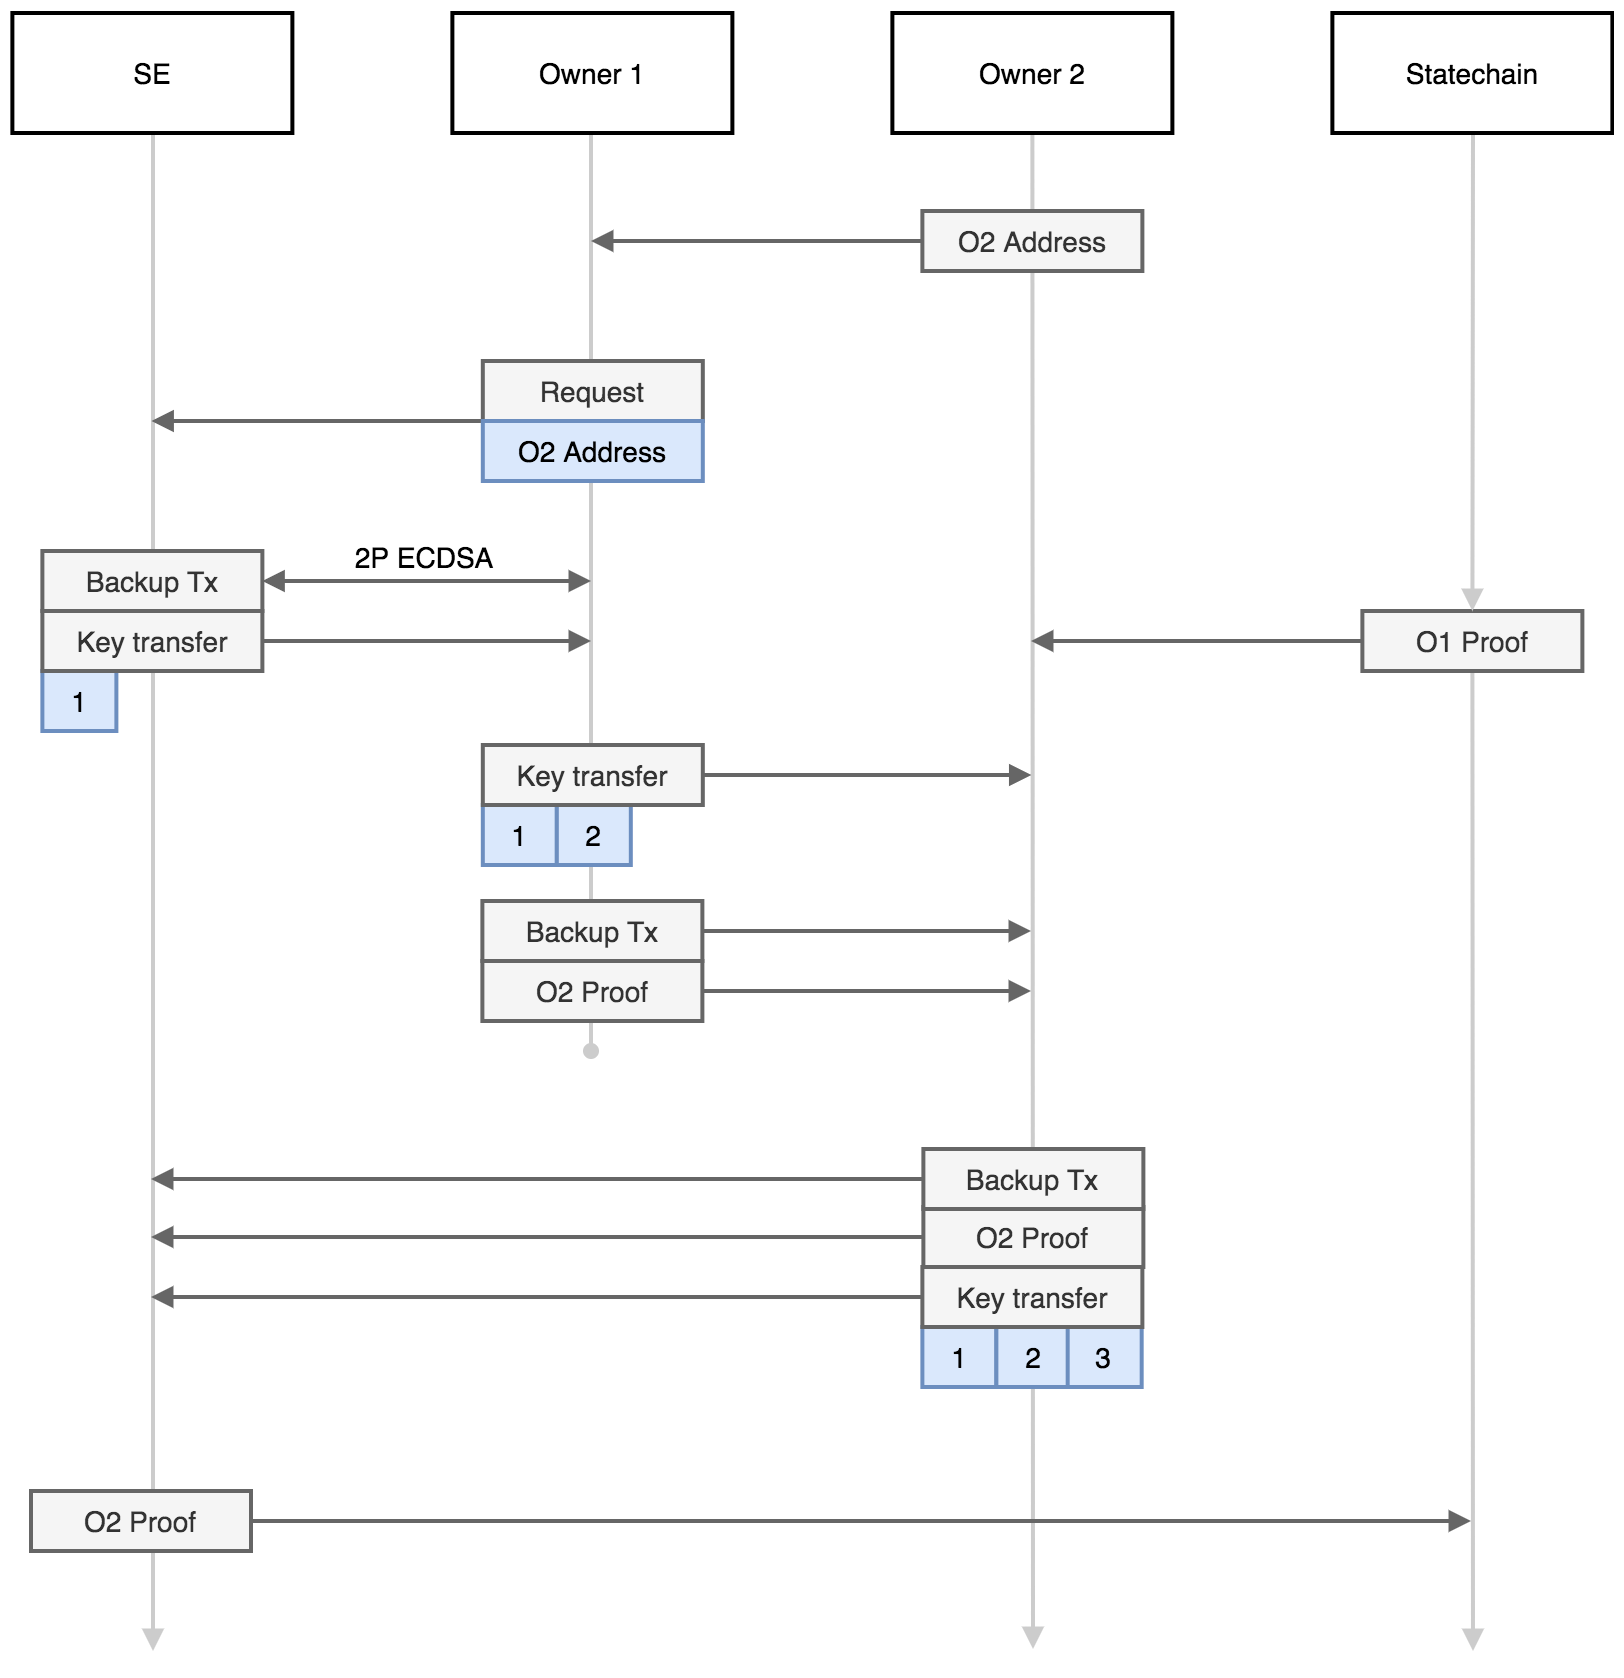 SE
Owner 1
Owner 2
Statechain
O2 Address
Request
O2 Address
2P ECDSA
Backup Tx
Key transfer
O1 Proof
1
Key transfer
1 2
Backup Tx
O2 Proof
Backup Tx
O2 Proof
Key transfer
1 2 3
O2 Proof